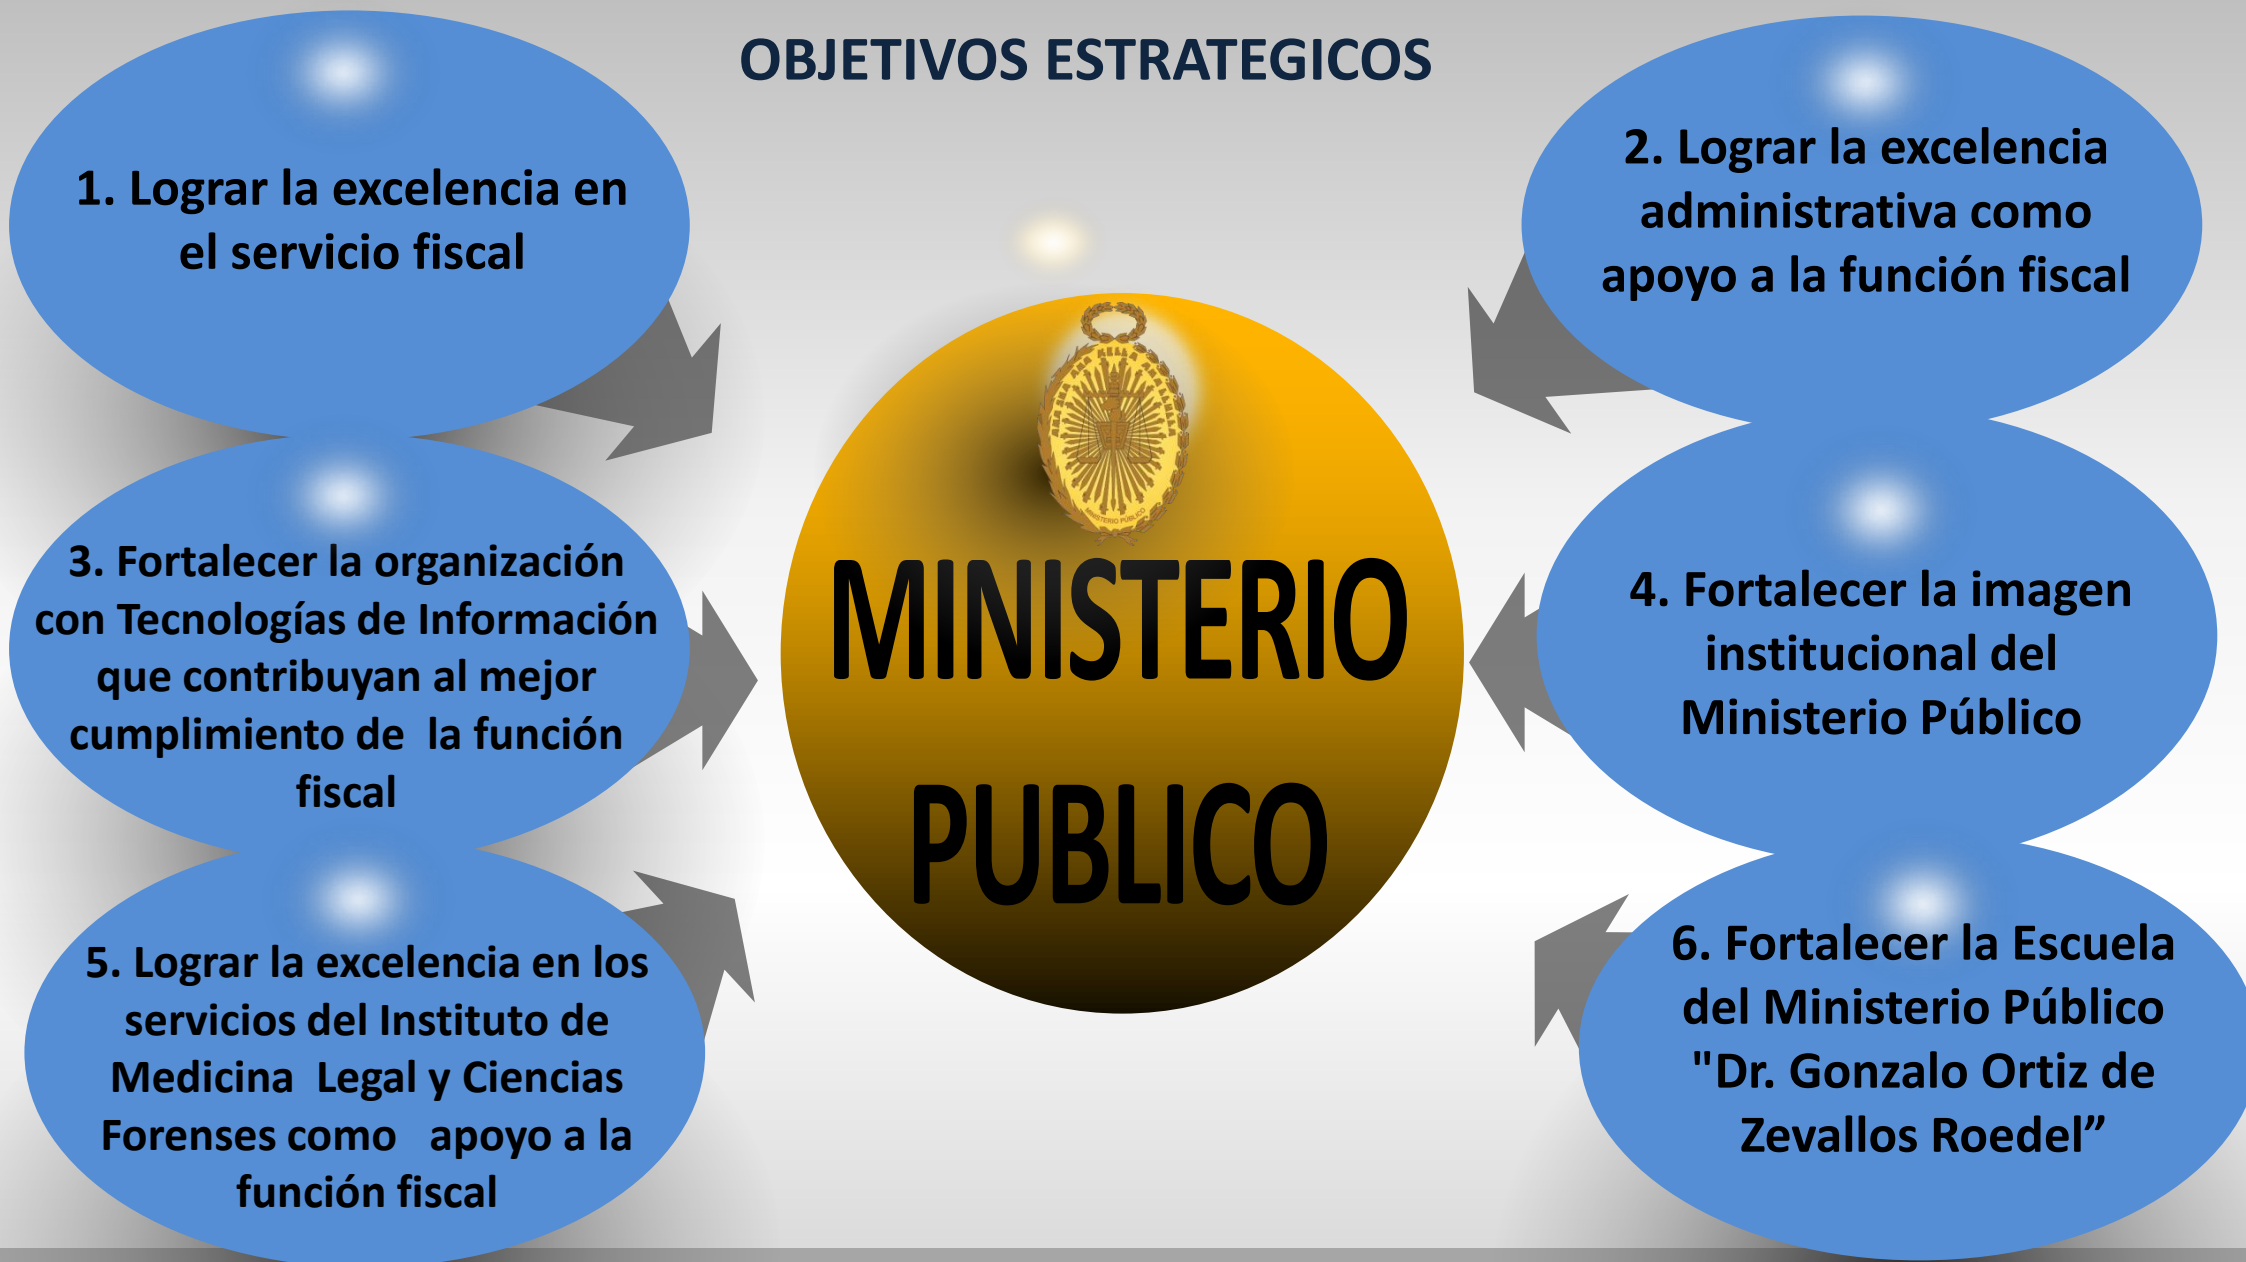 OBJETIVOS ESTRATEGICOS
1. Lograr la excelencia en
el servicio fiscal
2. Lograr la excelencia
administrativa como
apoyo a la función fiscal
3. Fortalecer la organización
con Tecnologías de Información
que contribuyan al mejor
cumplimiento de  la función
fiscal
MINISTERIO PUBLICO
MINISTERIO
PUBLICO
4. Fortalecer la imagen
institucional del
Ministerio Público
5. Lograr la excelencia en los
servicios del Instituto de
Medicina  Legal y Ciencias
Forenses como   apoyo a la
función fiscal
6. Fortalecer la Escuela
del Ministerio Público
"Dr. Gonzalo Ortiz de
Zevallos Roedel”